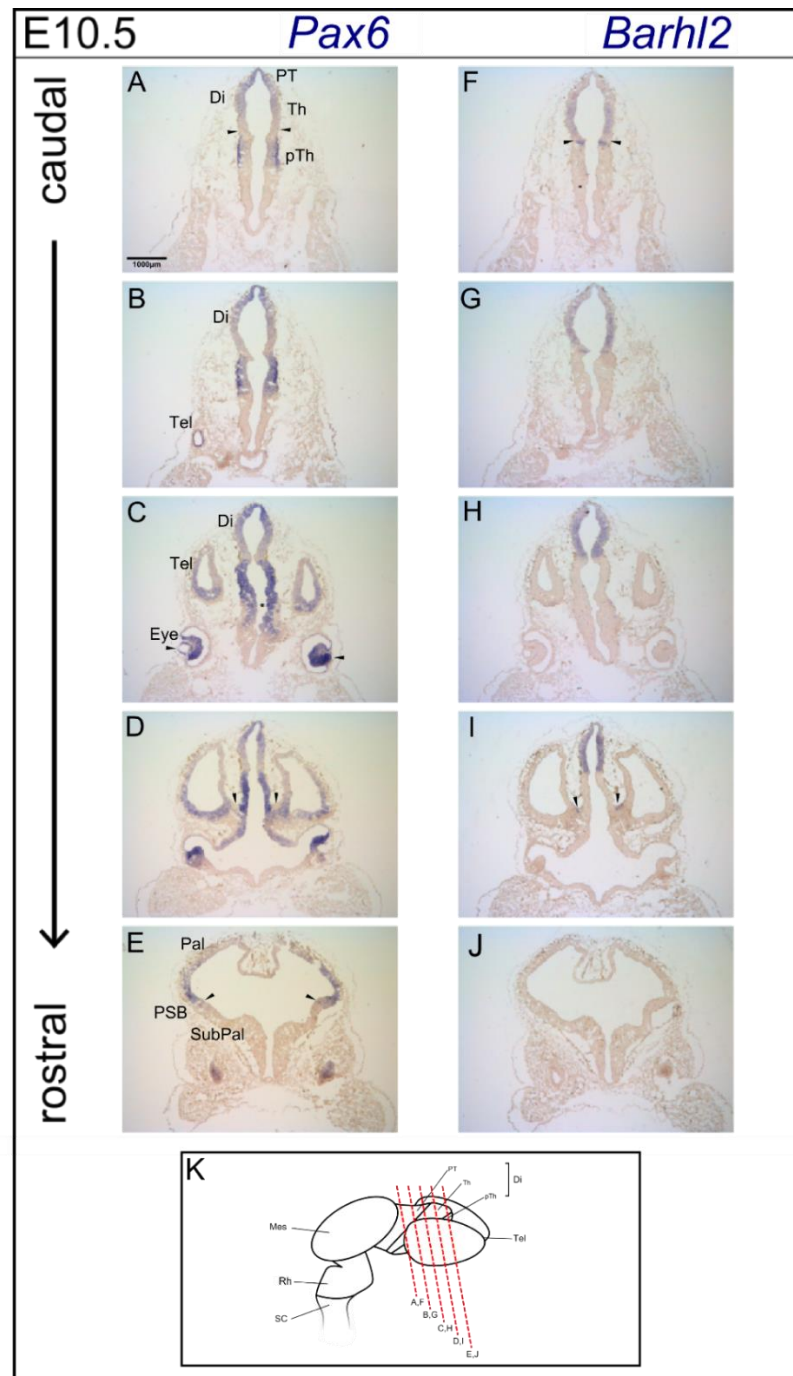 E10.5 Pax6 Barhl2
caudal
rostral
A
PT
Di
Th
pTh
1000µm
F
B
Di
Tel
G
C
Di
Tel
Eye
H
D
I
E
Pal
PSB
SubPal
J
K
PT
Th
Di
pTh
Mes
Tel
Rh
SC
A,F
B,G
C,H
D,I
E,J